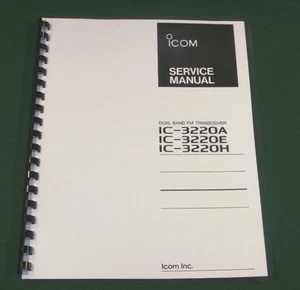 ICOM
SERVICE
MANUAL
DUAL BAND FM TRANSCEIVER
IC-3220A
IC-3220E
IC-3220H
Icom Inc.